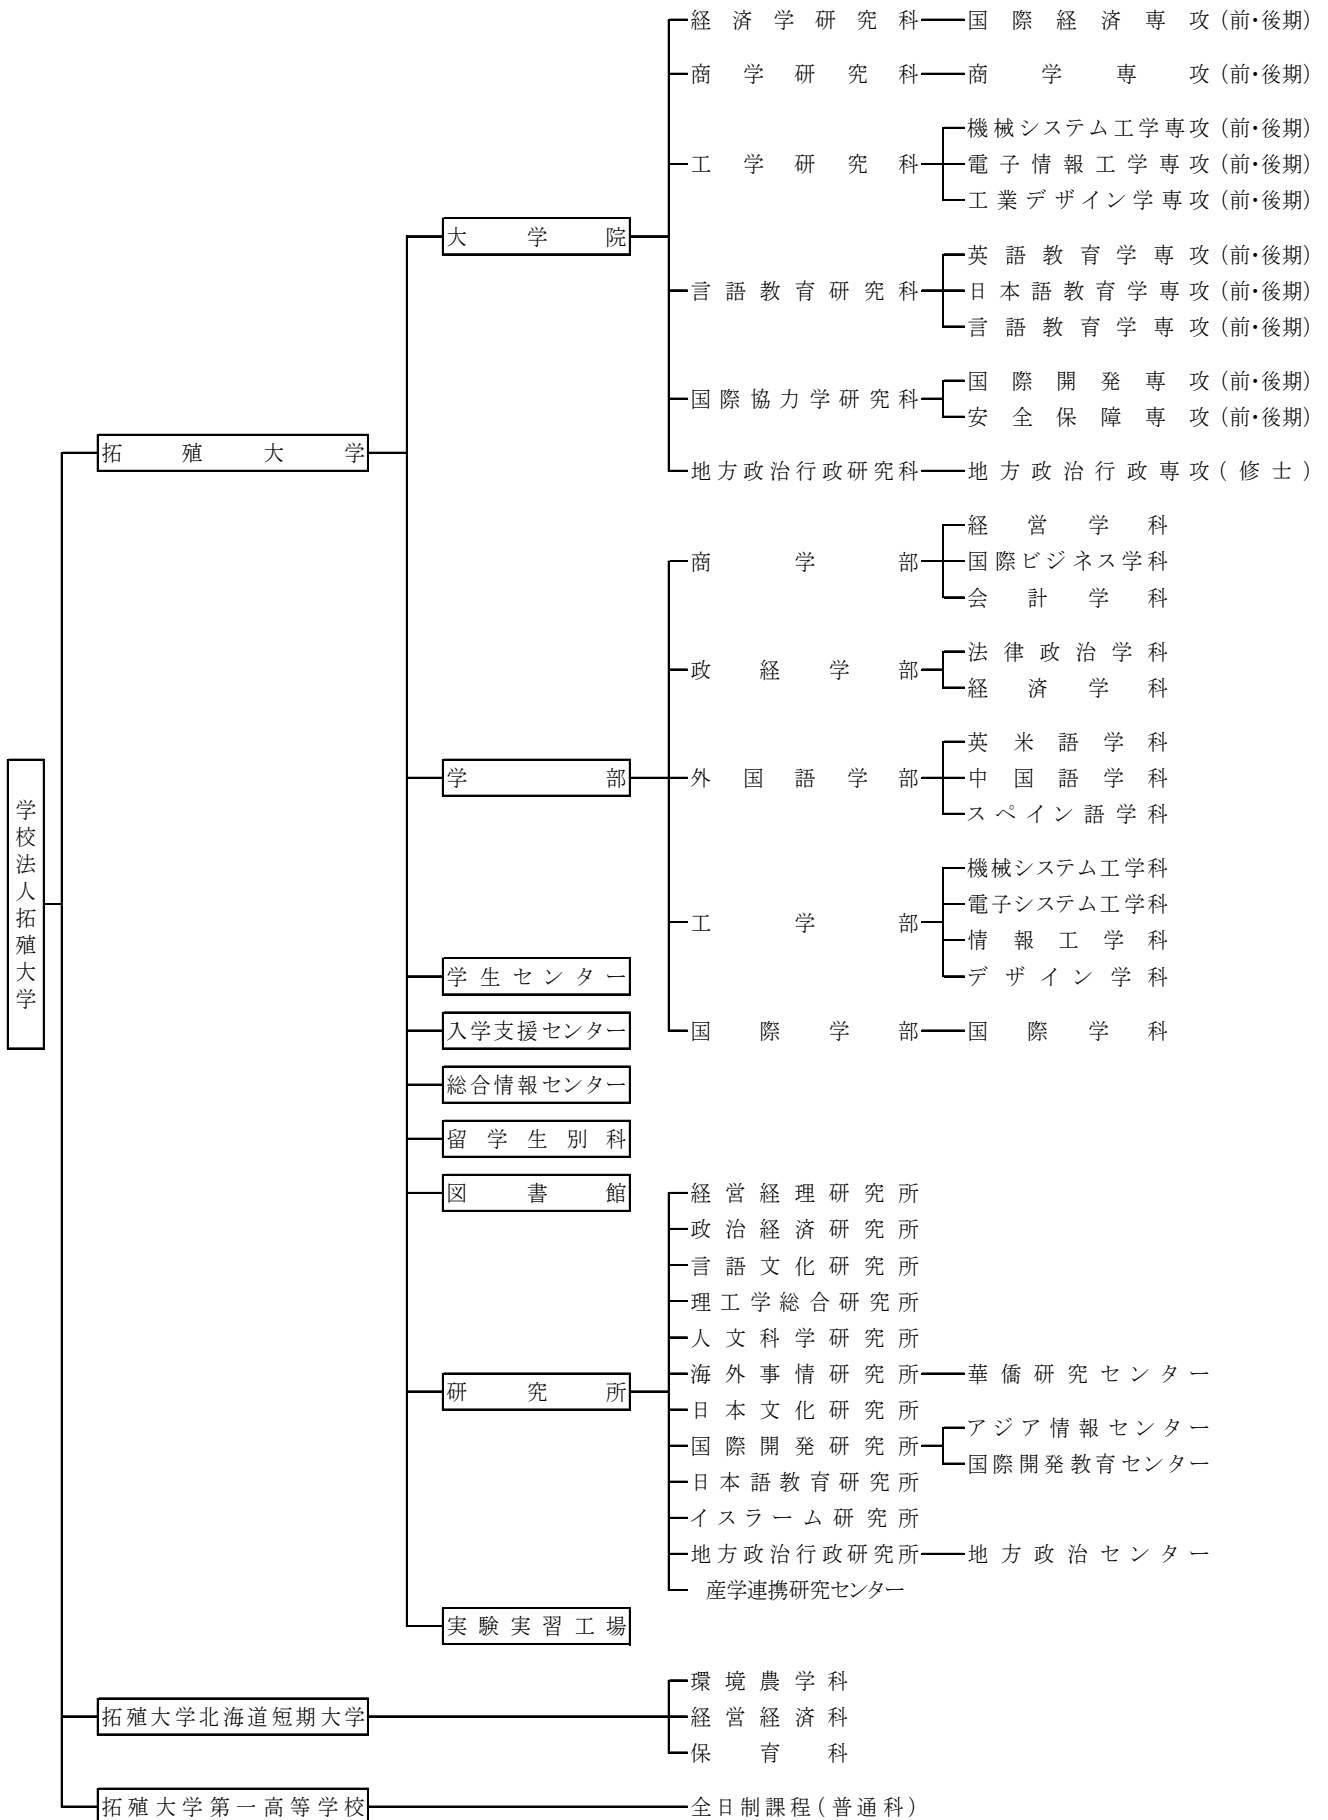 経済学研究科 国際経済専攻(前・後期)
商学研究科 商学専攻(前・後期)
機械システム工学専攻(前・後期)
工学研究科 電子情報工学専攻(前・後期)
工業デザイン学専攻(前・後期)
大学院
英語教育学専攻(前・後期)
言語教育研究科 日本語教育学専攻(前・後期)
言語教育学専攻(前・後期)
国際開発専攻(前・後期)
国際協力学研究科
安全保障専攻(前・後期)
拓殖大学
地方政治行政研究科 地方政治行政専攻(修士)
経営学科
商学部 国際ビジネス学科
会計学科
法律政治学科
政経学部
経済学科
英米語学科
学部 外国語学部 中国語学科
スペイン語学科
学校法人拓殖大学
機械システム工学科
電子システム工学科
工学部
情報工学科
デザイン学科
学生センター
入学支援センター 国際学部 国際学科
総合情報センター
留学生別科
図書館 経営経理研究所
政治経済研究所
言語文化研究所
理工学総合研究所
人文科学研究所
海外事情研究所 華僑研究センター
研究所
日本文化研究所
アジア情報センター
国際開発研究所
国際開発教育センター
日本語教育研究所
イスラーム研究所
地方政治行政研究所 地方政治センター
産学連携研究センター
実験実習工場
環境農学科
拓殖大学北海道短期大学 経営経済科
保育科
拓殖大学第一高等学校 全日制課程(普通科)